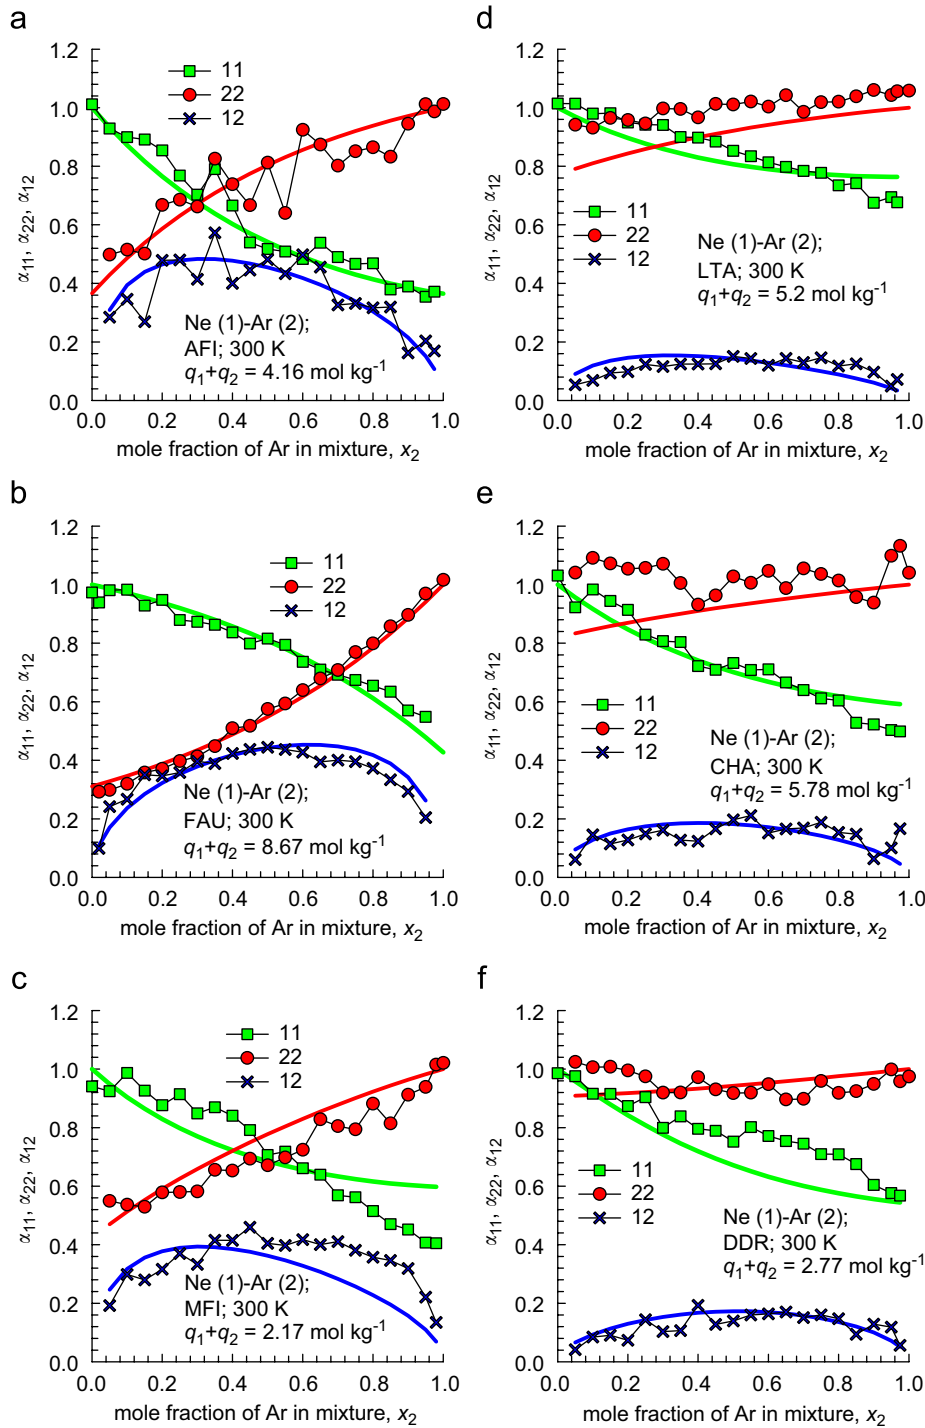 a
1.2
1.0
0.8
0.6
0.4
0.2
0.0
α11, α22, α12
11
22
12
Ne (1)-Ar (2);
AFI; 300 K
q1+q2 = 4.16 mol kg-1
0.0 0.2 0.4 0.6 0.8 1.0
mole fraction of Ar in mixture, x2
b
1.2
1.0
0.8
0.6
0.4
0.2
0.0
α11, α22, α12
11
22
12
Ne (1)-Ar (2);
FAU; 300 K
q1+q2 = 8.67 mol kg-1
0.0 0.2 0.4 0.6 0.8 1.0
mole fraction of Ar in mixture, x2
c
1.2
1.0
0.8
0.6
0.4
0.2
0.0
α11, α22, α12
11
22
12
Ne (1)-Ar (2);
MFI; 300 K
q1+q2 = 2.17 mol kg-1
0.0 0.2 0.4 0.6 0.8 1.0
mole fraction of Ar in mixture, x2
d
1.2
1.0
0.8
0.6
0.4
0.2
0.0
α11, α22, α12
11
22
12
Ne (1)-Ar (2);
LTA; 300 K
q1+q2 = 5.2 mol kg-1
0.0 0.2 0.4 0.6 0.8 1.0
mole fraction of Ar in mixture, x2
e
1.2
1.0
0.8
0.6
0.4
0.2
0.0
α11, α22, α12
11
22
12
Ne (1)-Ar (2);
CHA; 300 K
q1+q2 = 5.78 mol kg-1
0.0 0.2 0.4 0.6 0.8 1.0
mole fraction of Ar in mixture, x2
f
1.2
1.0
0.8
0.6
0.4
0.2
0.0
α11, α22, α12
11
22
12
Ne (1)-Ar (2);
DDR; 300 K
q1+q2 = 2.77 mol kg-1
0.0 0.2 0.4 0.6 0.8 1.0
mole fraction of Ar in mixture, x2